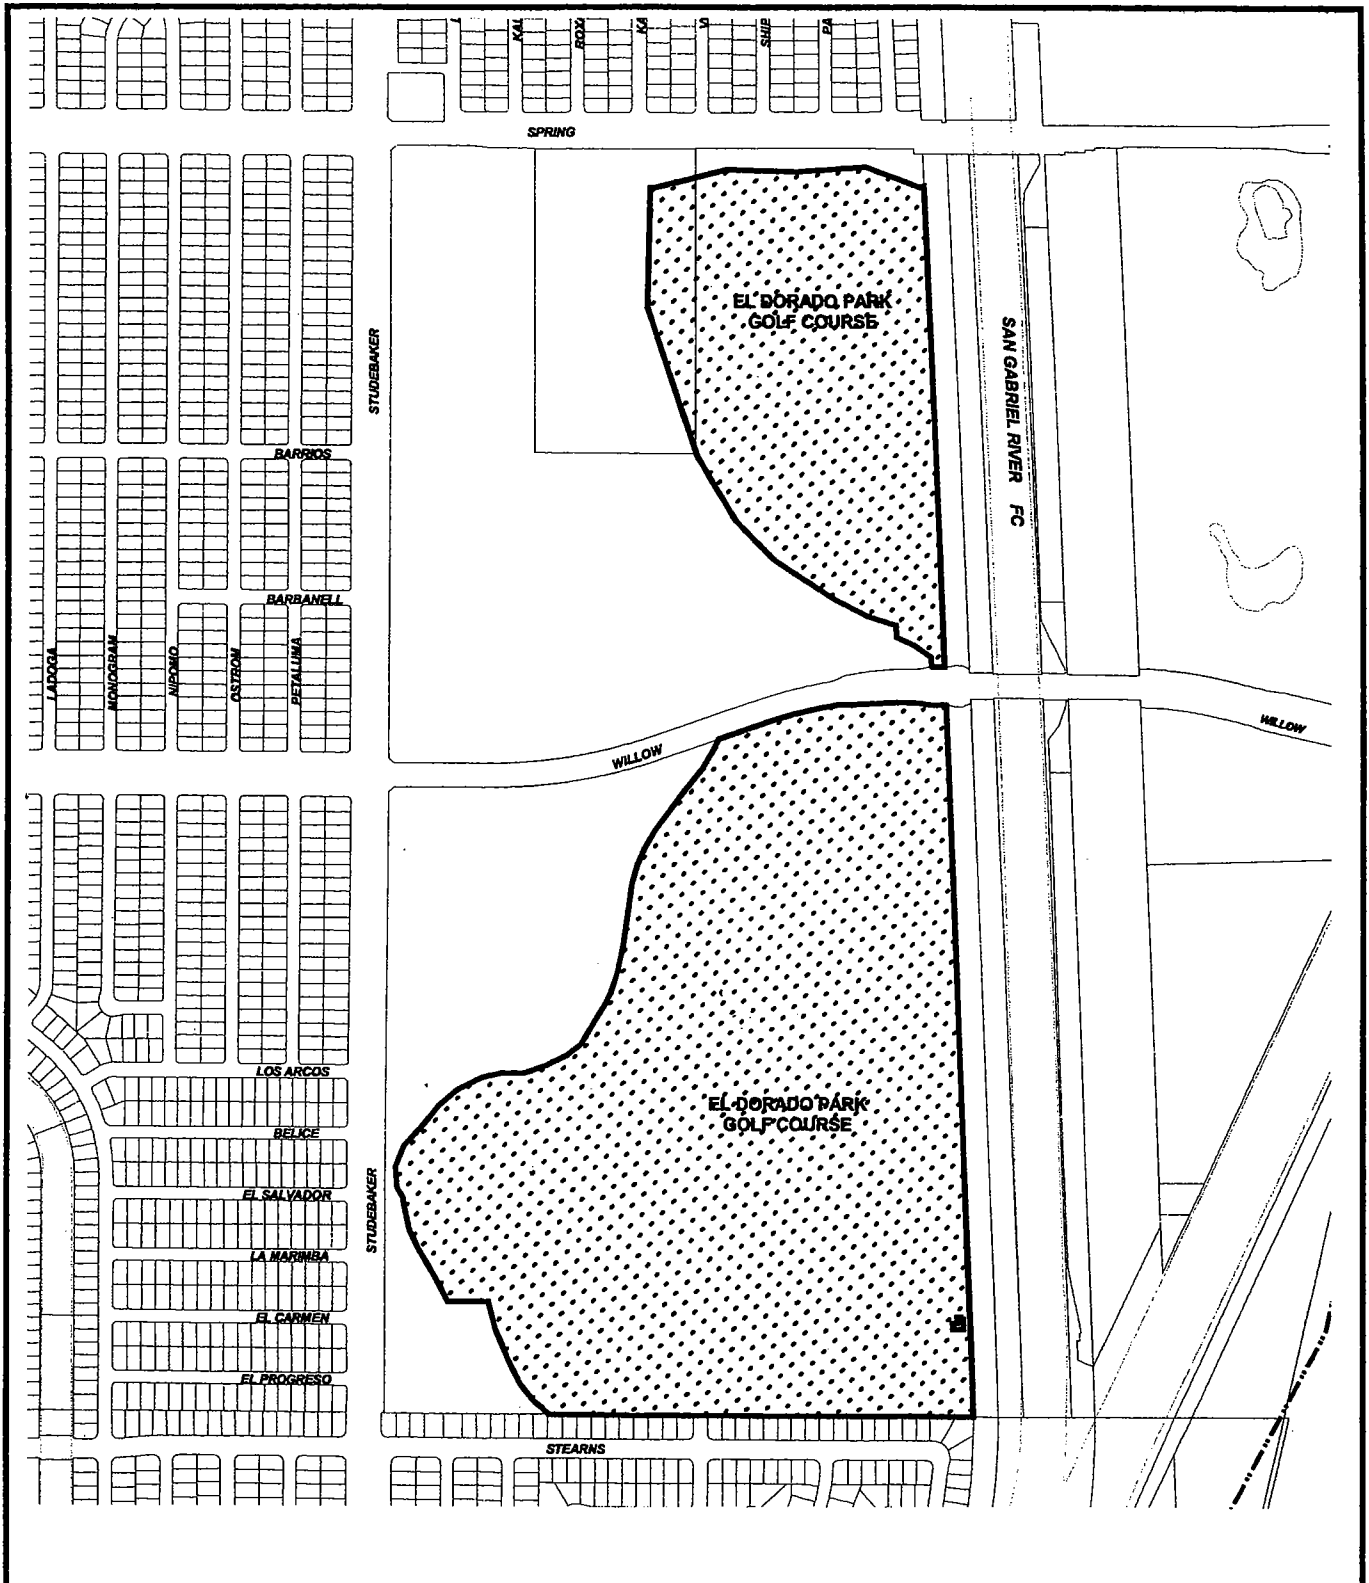 KA
SPRING
EL DORADO PARK
GOLF COURSE
SAN GABRIEL RIVER FC
STUDEBAKER
BARRIOS
BARBANELL
LADOGA
MONOGRAM
NIPOMO
OSTROM
PETALUMA
WILLOW
WILLOW
LOS ARCOS
EL DORADO PARK
GOLF COURSE
BELICE
STUDEBAKER
EL SALVADOR
LA MARIMBA
EL CARMEN
EL PROGRESO
STEARNS